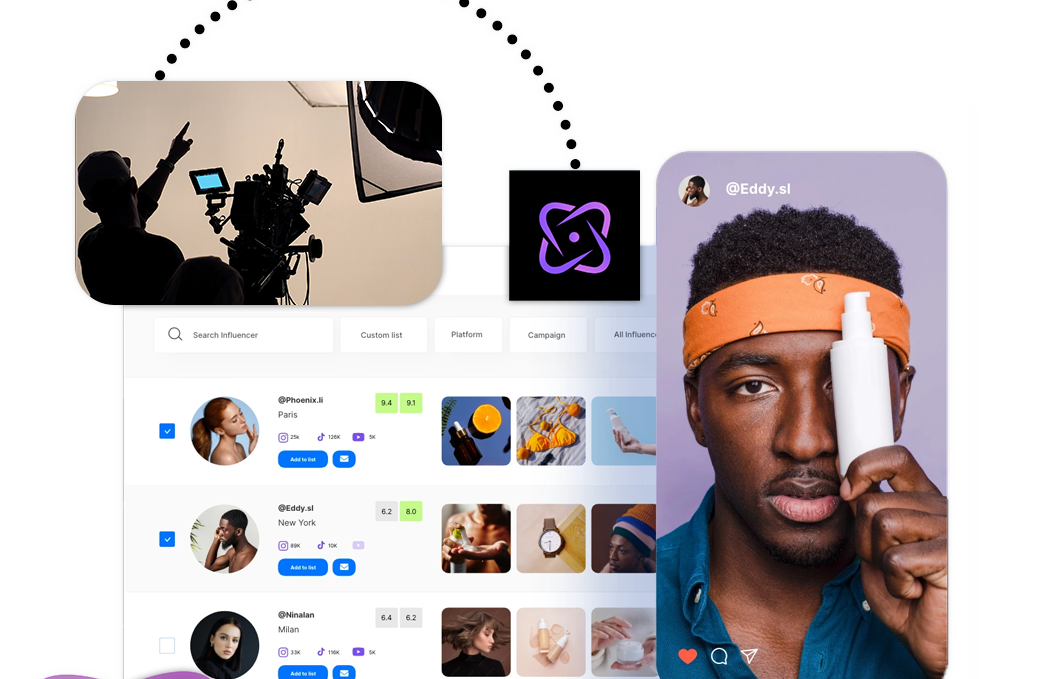 @Eddy.sl
Search Influencer
Custom list
Platform
Campaign
All Influenc
@Phoenix.li
9.4
9.1
Paris
25k
126K
5K
Add to list
@Eddy.sl
6.2
8.0
New York
89K
10K
Add to list
@Ninalan
6.4
6.2
Milan
33K
116K
5K
Add to list